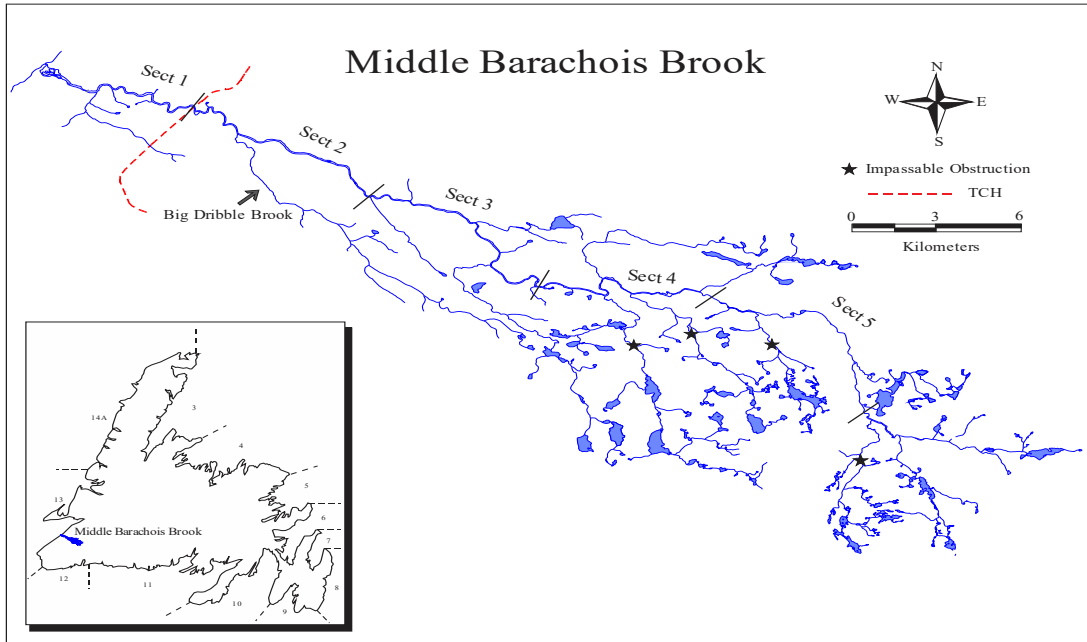 Middle Barachois Brook
Sect 1
Sect 2
Sect 3
Sect 4
Sect 5
Big Dribble Brook
N
W
E
S
Impassable Obstruction
TCH
0 3 6
Kilometers
14A
3
4
5
13
6
Middle Barachois Brook
7
12
11
10
9
8